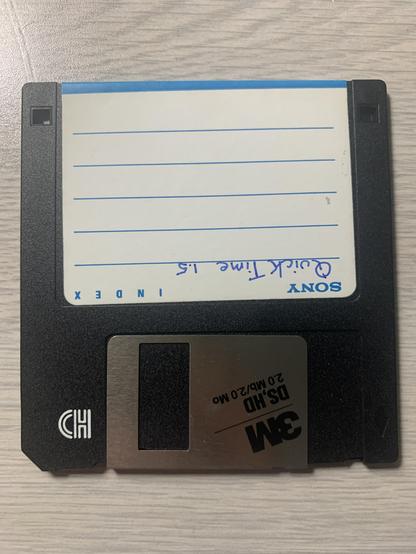 3M
HD
DS,HD
2.0 Mb/2.0 Mo
SONY INDEX
Quick Time 1.5